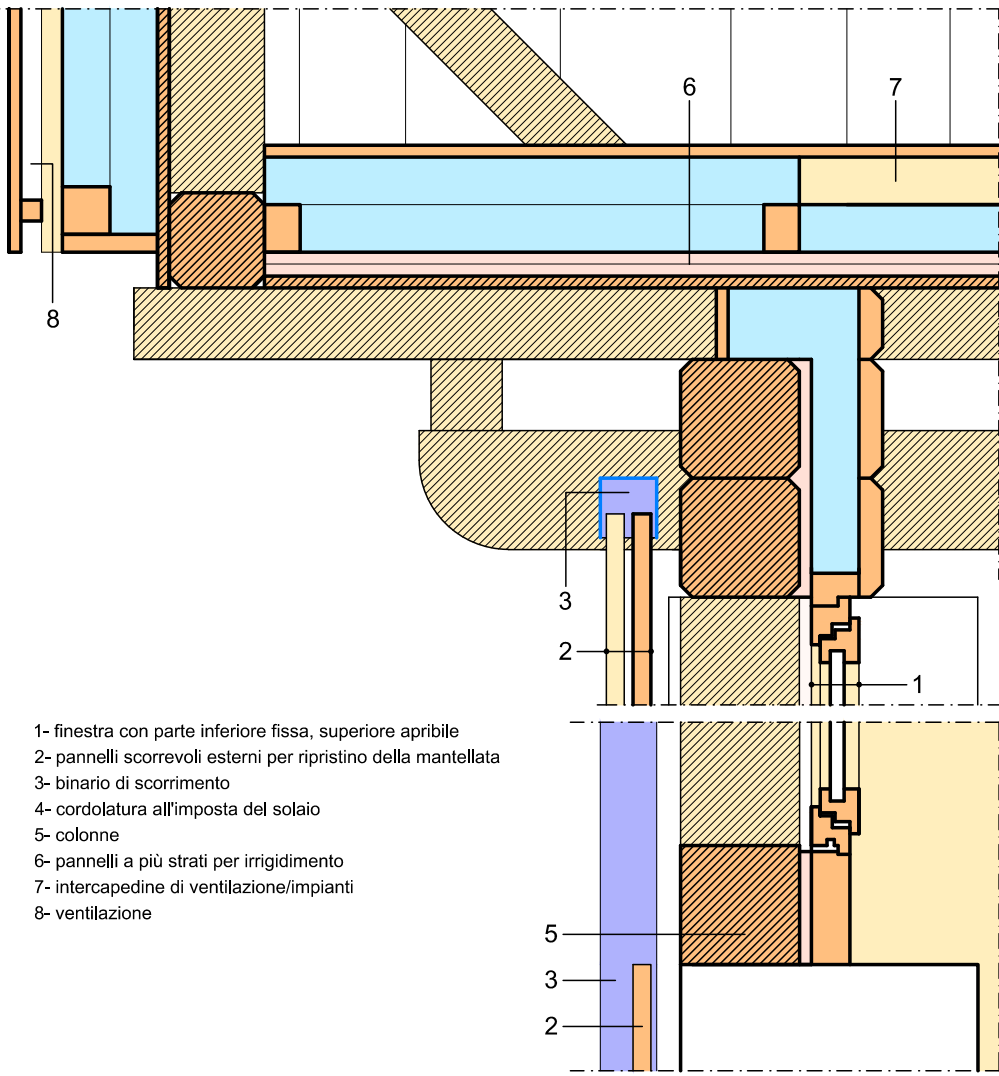 6
7
8
3
2
1
1- finestra con parte inferiore fissa, superiore apribile
2- pannelli scorrevoli esterni per ripristino della mantellata
3- binario di scorrimento
4- cordolatura all'imposta del solaio
5- colonne
6- pannelli a più strati per irrigidimento
7- intercapedine di ventilazione/impianti
8- ventilazione
5
3
2